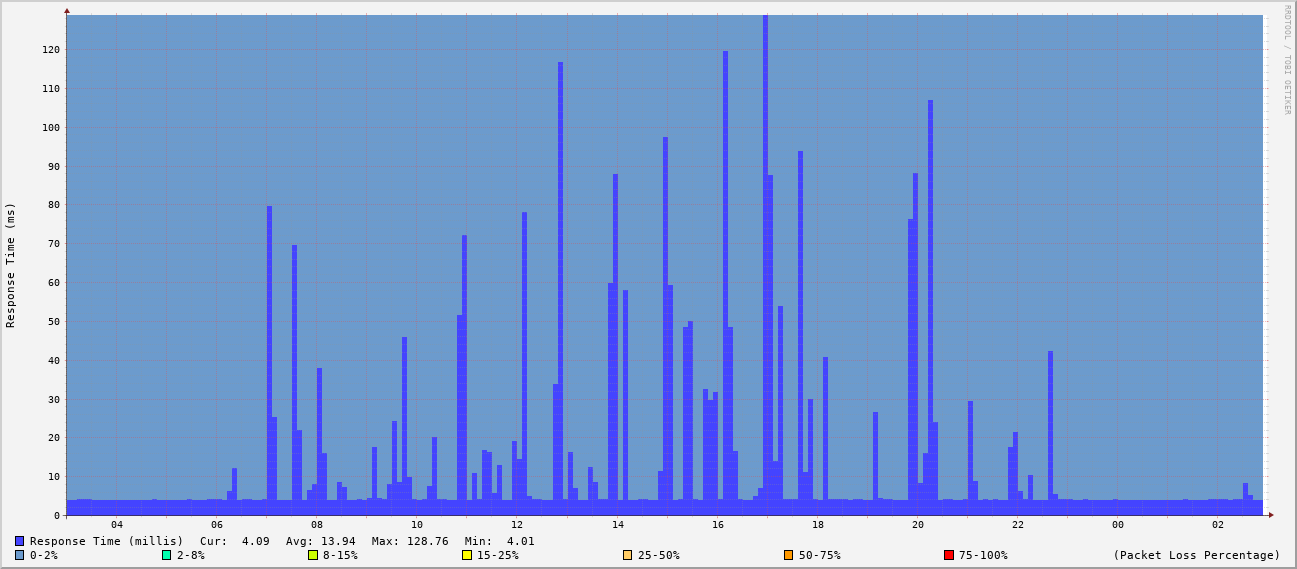 RRDTOOL / TOBI OETIKER
Response Time (ms)
120
110
100
90
80
70
60
50
40
30
20
10
0
04 06 08 10 12 14 16 18 20 22 00 02
Response Time (millis) Cur: 4.09 Avg: 13.94 Max: 128.76 Min: 4.01
0-2% 2-8% 8-15% 15-25% 25-50% 50-75% 75-100% (Packet Loss Percentage)